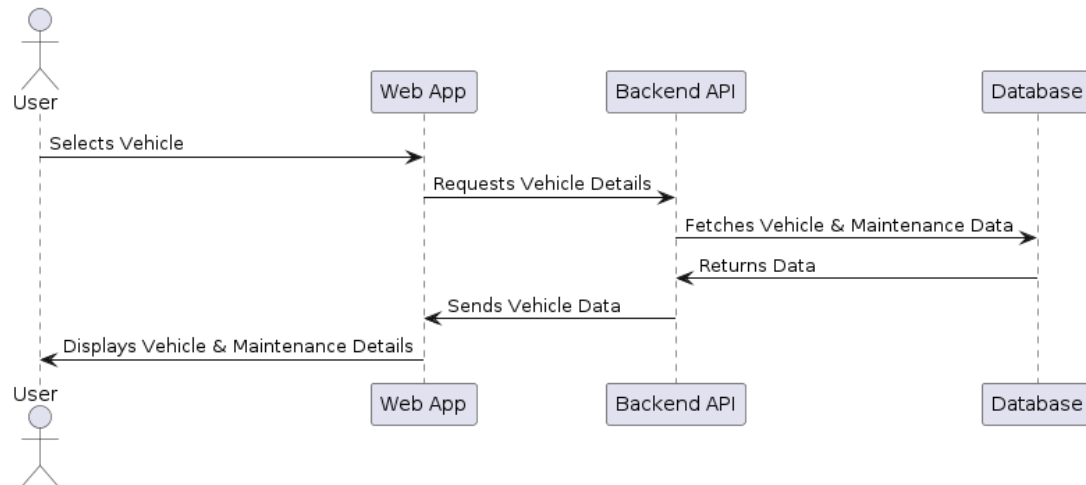 User
Web App
Backend API
Database
Selects Vehicle
Requests Vehicle Details
Fetches Vehicle & Maintenance Data
Returns Data
Sends Vehicle Data
Displays Vehicle & Maintenance Details
User
Web App
Backend API
Database